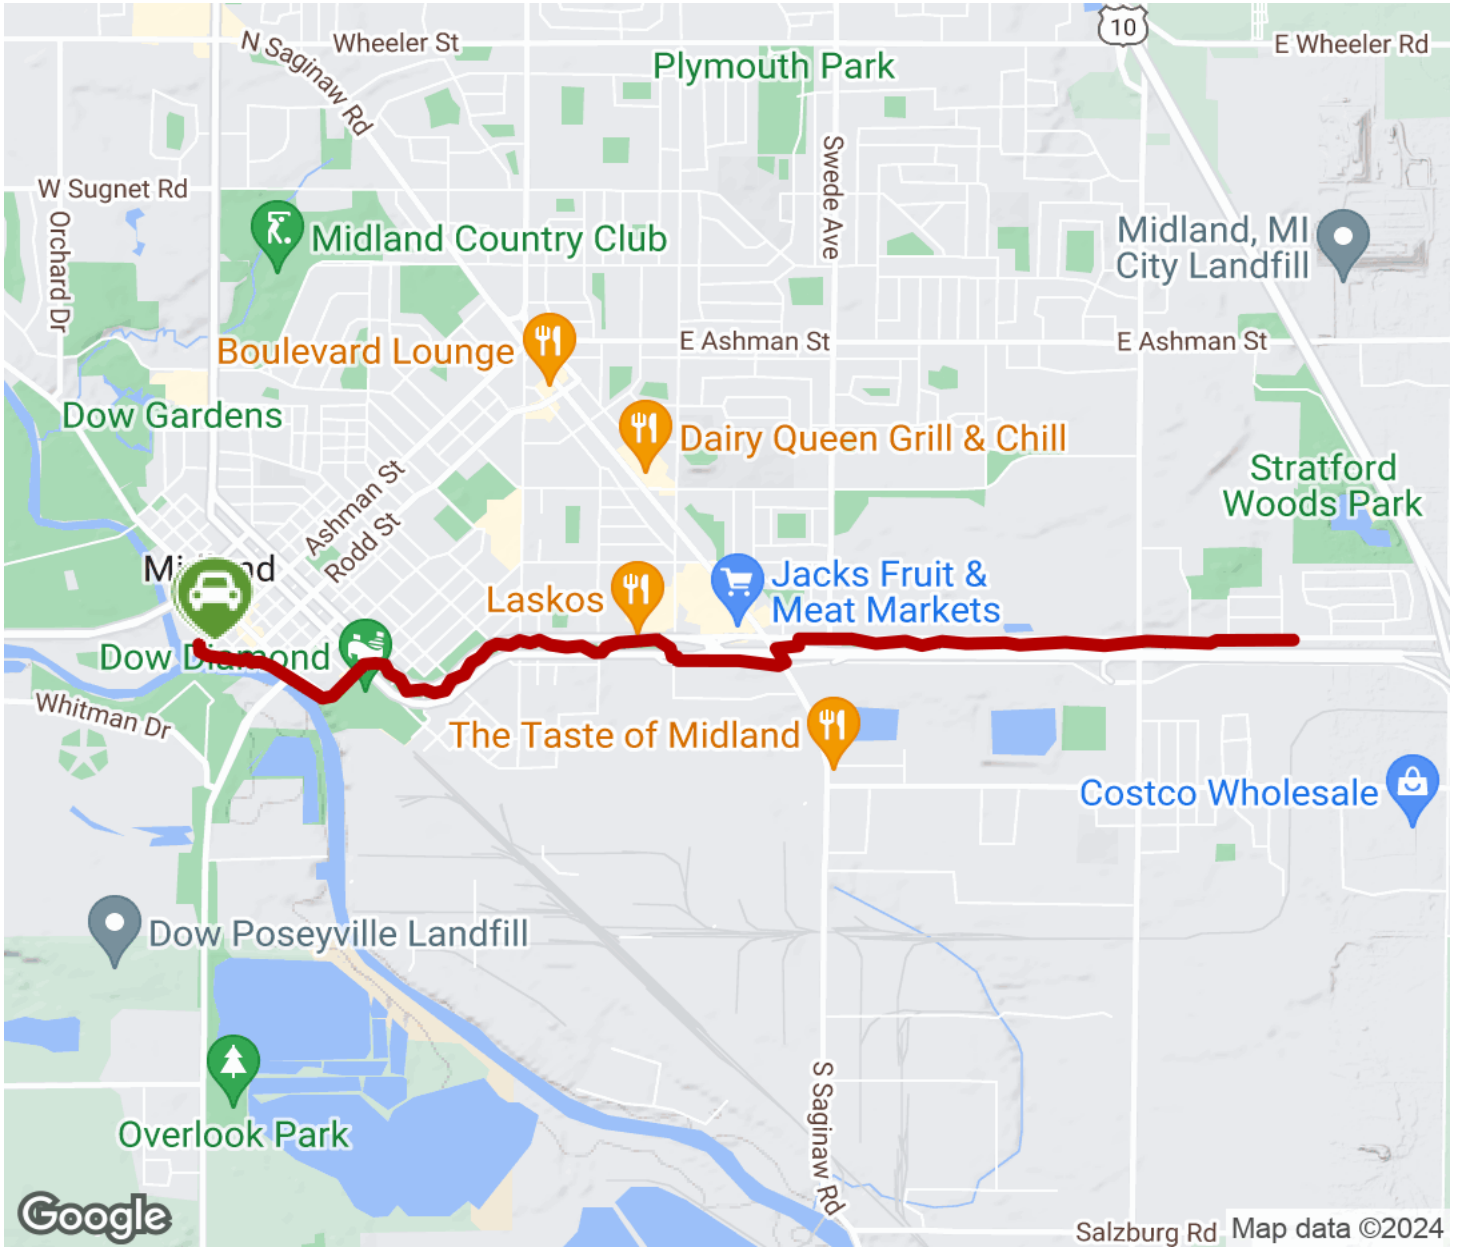 10
Wheeler St
E Wheeler Rd
N Saginaw Rd
Plymouth Park
Swede Ave
W Sugnet Rd
Orchard Dr
Midland Country Club
Midland, MI
City Landfill
E Ashman St
E Ashman St
Boulevard Lounge
Dow Gardens
Dairy Queen Grill & Chill
Stratford
Woods Park
Ashman St
Rodd St
Jacks Fruit &
Meat Markets
Laskos
Dow Diamond
Whitman Dr
The Taste of Midland
Costco Wholesale
Dow Poseyville Landfill
S Saginaw Rd
Overlook Park
Google
Salzburg Rd
Map data ©2024